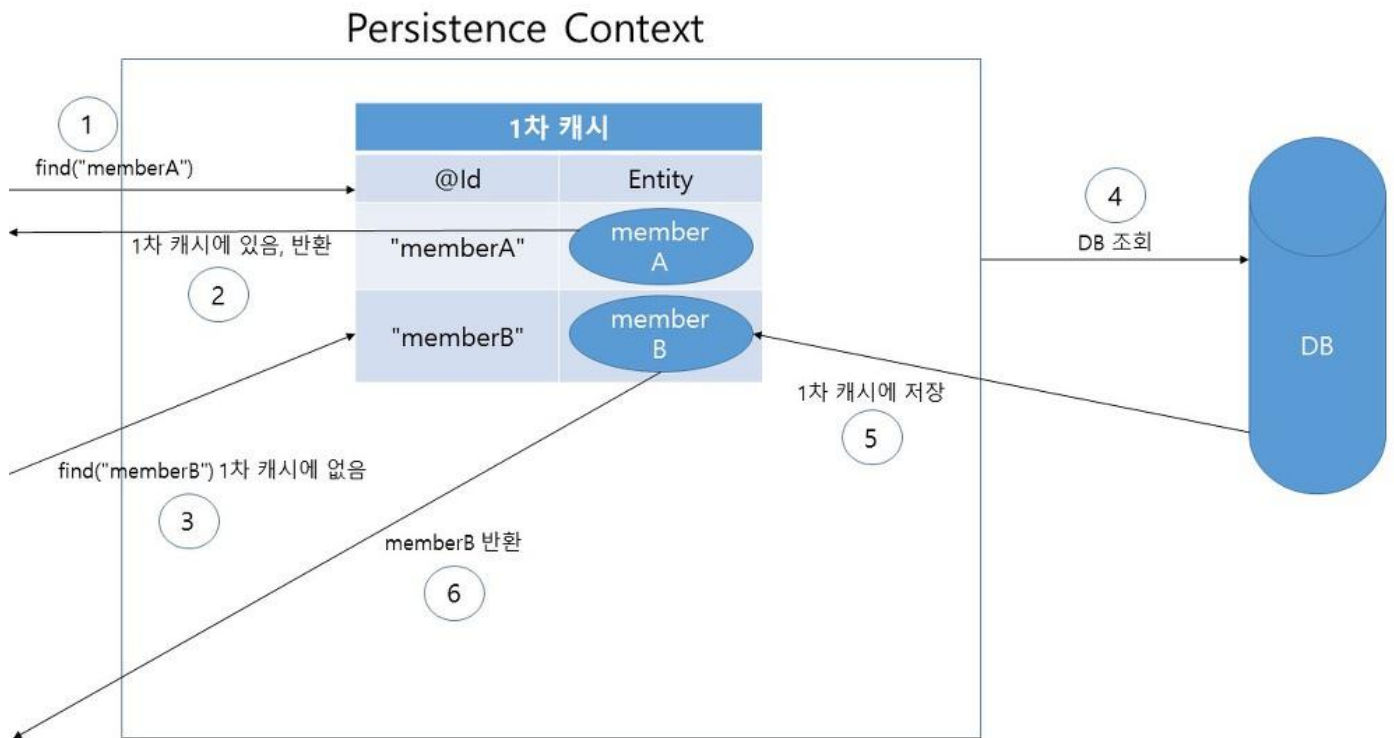 Persistence Context
1
find("memberA")
1차 캐시
@Id Entity
"memberA" member
A
1차 캐시에 있음, 반환
2
"memberB" member
B
find("memberB") 1차 캐시에 없음
3
4
DB 조회
DB
1차 캐시에 저장
5
memberB 반환
6